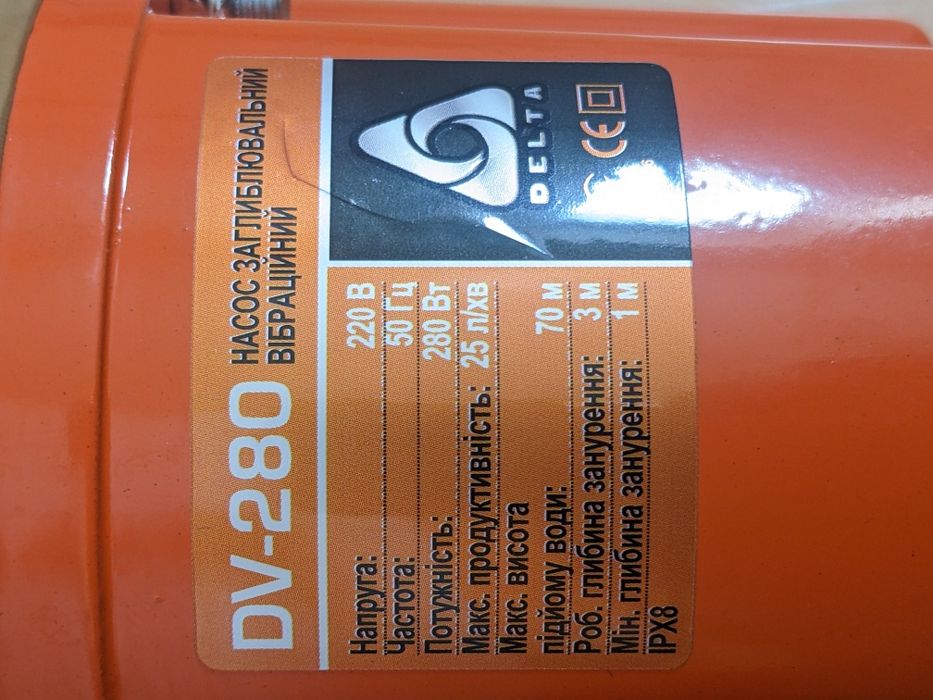 DV-280
НАСОС ЗАГЛИБЛЮВАЛЬНИЙ
ВІБРАЦІЙНИЙ
Напруга: 220 В
Частота: 50 Гц
Потужність: 280 Вт
Макс. продуктивність: 25 л/хв
Макс. висота
підйому води: 70 м
Роб. глибина занурення: 3 м
Мін. глибина занурення: 1 м
IPX8
DELTA
CE